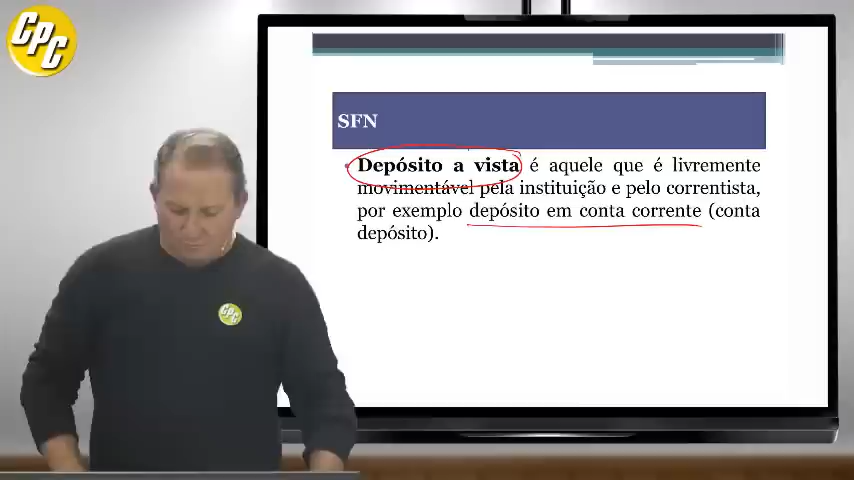 CPC
SFN
• Depósito a vista é aquele que é livremente
movimentável pela instituição e pelo correntista,
por exemplo depósito em conta corrente (conta
depósito).
CPC